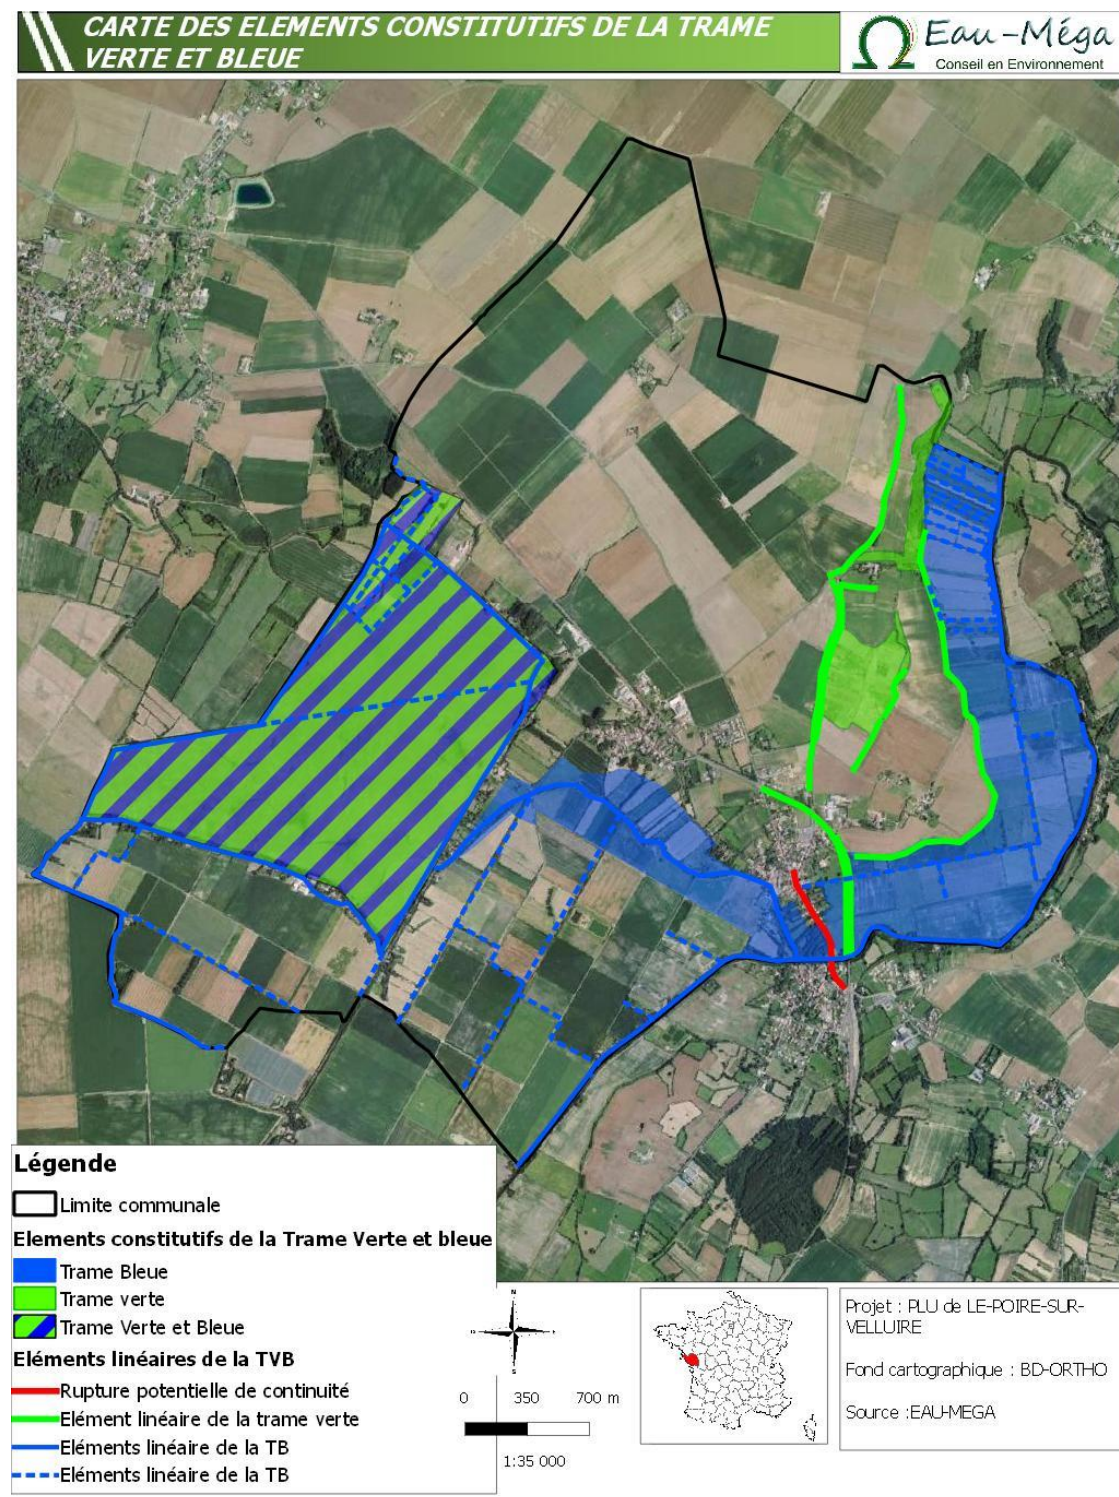 CARTE DES ELEMENTS CONSTITUTIFS DE LA TRAME
VERTE ET BLEUE
Eau-Méga
Conseil en Environnement
Légende
Limite communale
Elements constitutifs de la Trame Verte et bleue
Trame Bleue
Trame verte
Trame Verte et Bleue
Eléments linéaires de la TVB
Rupture potentielle de continuité
Elément linéaire de la trame verte
Eléments linéaire de la TB
Eléments linéaire de la TB
0 350 700 m
1:35 000
Projet : PLU de LE-POIRE-SUR-
VELLUIRE
Fond cartographique : BD-ORTHO
Source :EAU-MEGA